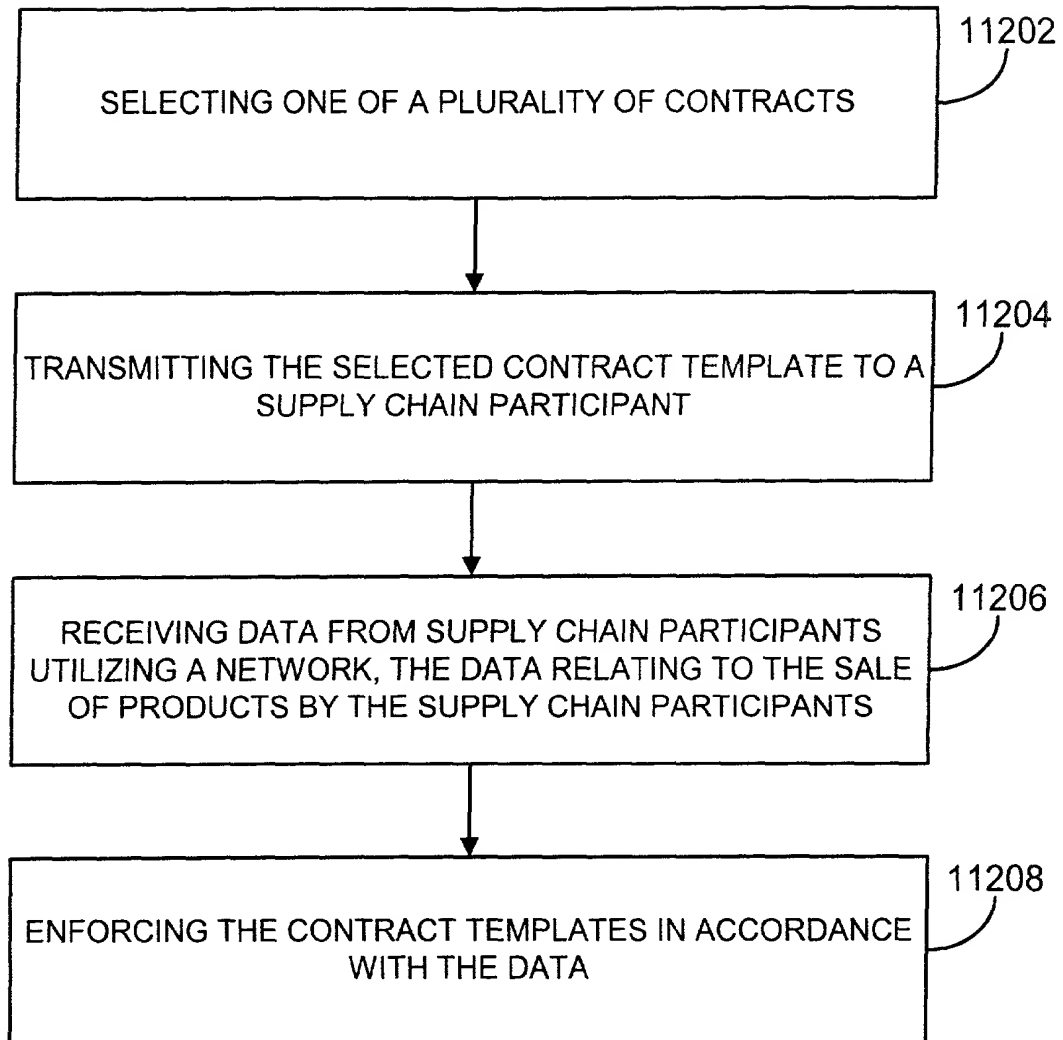 11202
SELECTING ONE OF A PLURALITY OF CONTRACTS
11204
TRANSMITTING THE SELECTED CONTRACT TEMPLATE TO A
SUPPLY CHAIN PARTICIPANT
11206
RECEIVING DATA FROM SUPPLY CHAIN PARTICIPANTS
UTILIZING A NETWORK, THE DATA RELATING TO THE SALE
OF PRODUCTS BY THE SUPPLY CHAIN PARTICIPANTS
11208
ENFORCING THE CONTRACT TEMPLATES IN ACCORDANCE
WITH THE DATA